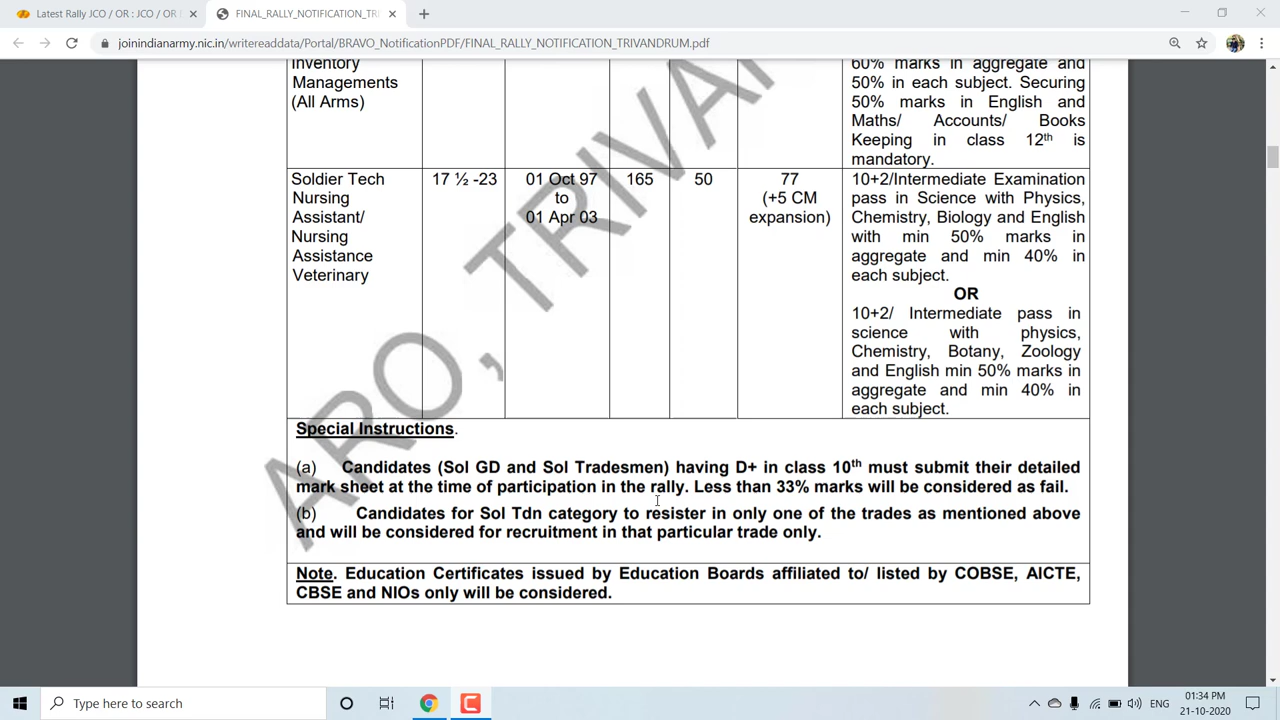 Latest Rally JCO / OR : JCO / OR
FINAL_RALLY_NOTIFICATION_TRI
joinindianarmy.nic.in/writereaddata/Portal/BRAVO_NotificationPDF/FINAL_RALLY_NOTIFICATION_TRIVANDRUM.pdf
Inventory
Managements
(All Arms)
60% marks in aggregate and
50% in each subject. Securing
50% marks in English and
Maths/ Accounts/ Books
Keeping in class 12th is
mandatory.
Soldier Tech
Nursing
Assistant/
Nursing
Assistance
Veterinary
17 ½ -23
01 Oct 97
to
01 Apr 03
165
50
77
(+5 CM
expansion)
10+2/Intermediate Examination
pass in Science with Physics,
Chemistry, Biology and English
with min 50% marks in
aggregate and min 40% in
each subject.
OR
10+2/ Intermediate pass in
science with physics,
Chemistry, Botany, Zoology
and English min 50% marks in
aggregate and min 40% in
each subject.
ARO, TRIVA
Special Instructions.
(a) Candidates (Sol GD and Sol Tradesmen) having D+ in class 10th must submit their detailed
mark sheet at the time of participation in the rally. Less than 33% marks will be considered as fail.
(b) Candidates for Sol Tdn category to resister in only one of the trades as mentioned above
and will be considered for recruitment in that particular trade only.
Note. Education Certificates issued by Education Boards affiliated to/ listed by COBSE, AICTE,
CBSE and NIOs only will be considered.
Type here to search
ENG
01:34 PM
21-10-2020